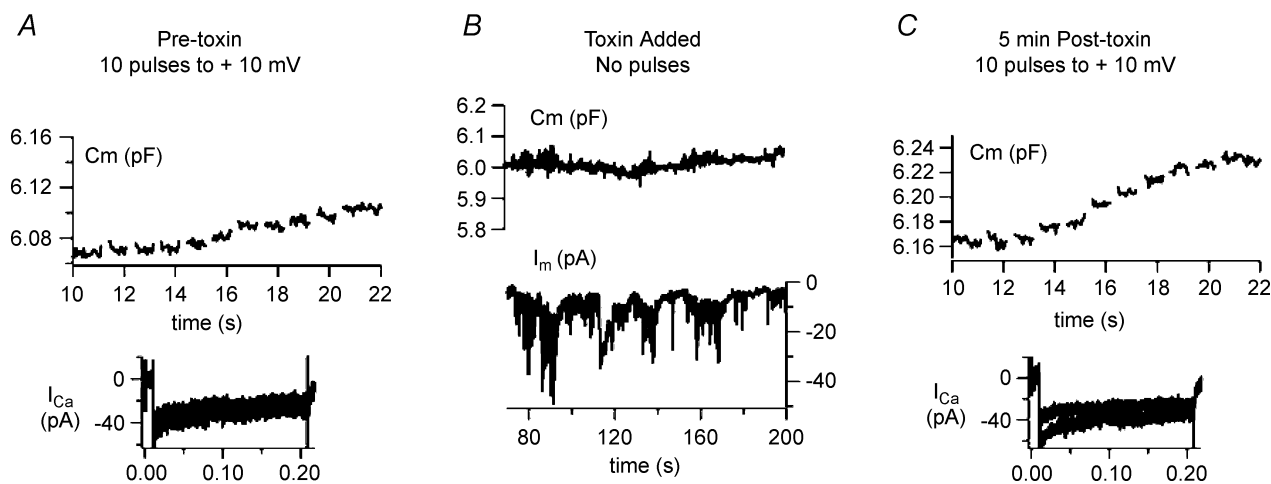 A
Pre-toxin
10 pulses to + 10 mV
6.16
6.12
6.08
Cm (pF)
10 12 14 16 18 20 22
time (s)
I_Ca
(pA)
0
-40
0.00 0.10 0.20
B
Toxin Added
No pulses
6.2
6.1
6.0
5.9
5.8
Cm (pF)
I_m (pA)
0
-20
-40
80 120 160 200
time (s)
C
5 min Post-toxin
10 pulses to + 10 mV
6.24
6.22
6.20
6.18
6.16
Cm (pF)
10 12 14 16 18 20 22
time (s)
I_Ca
(pA)
0
-40
0.00 0.10 0.20